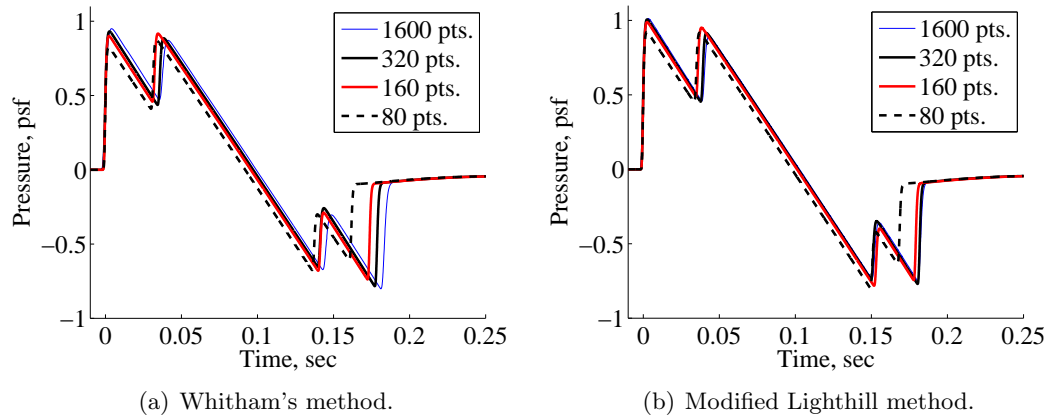 1
0.5
0
−0.5
−1
Pressure, psf
1600 pts.
320 pts.
160 pts.
80 pts.
0 0.05 0.1 0.15 0.2 0.25
Time, sec
(a) Whitham's method.
1
0.5
0
−0.5
−1
Pressure, psf
1600 pts.
320 pts.
160 pts.
80 pts.
0 0.05 0.1 0.15 0.2 0.25
Time, sec
(b) Modified Lighthill method.